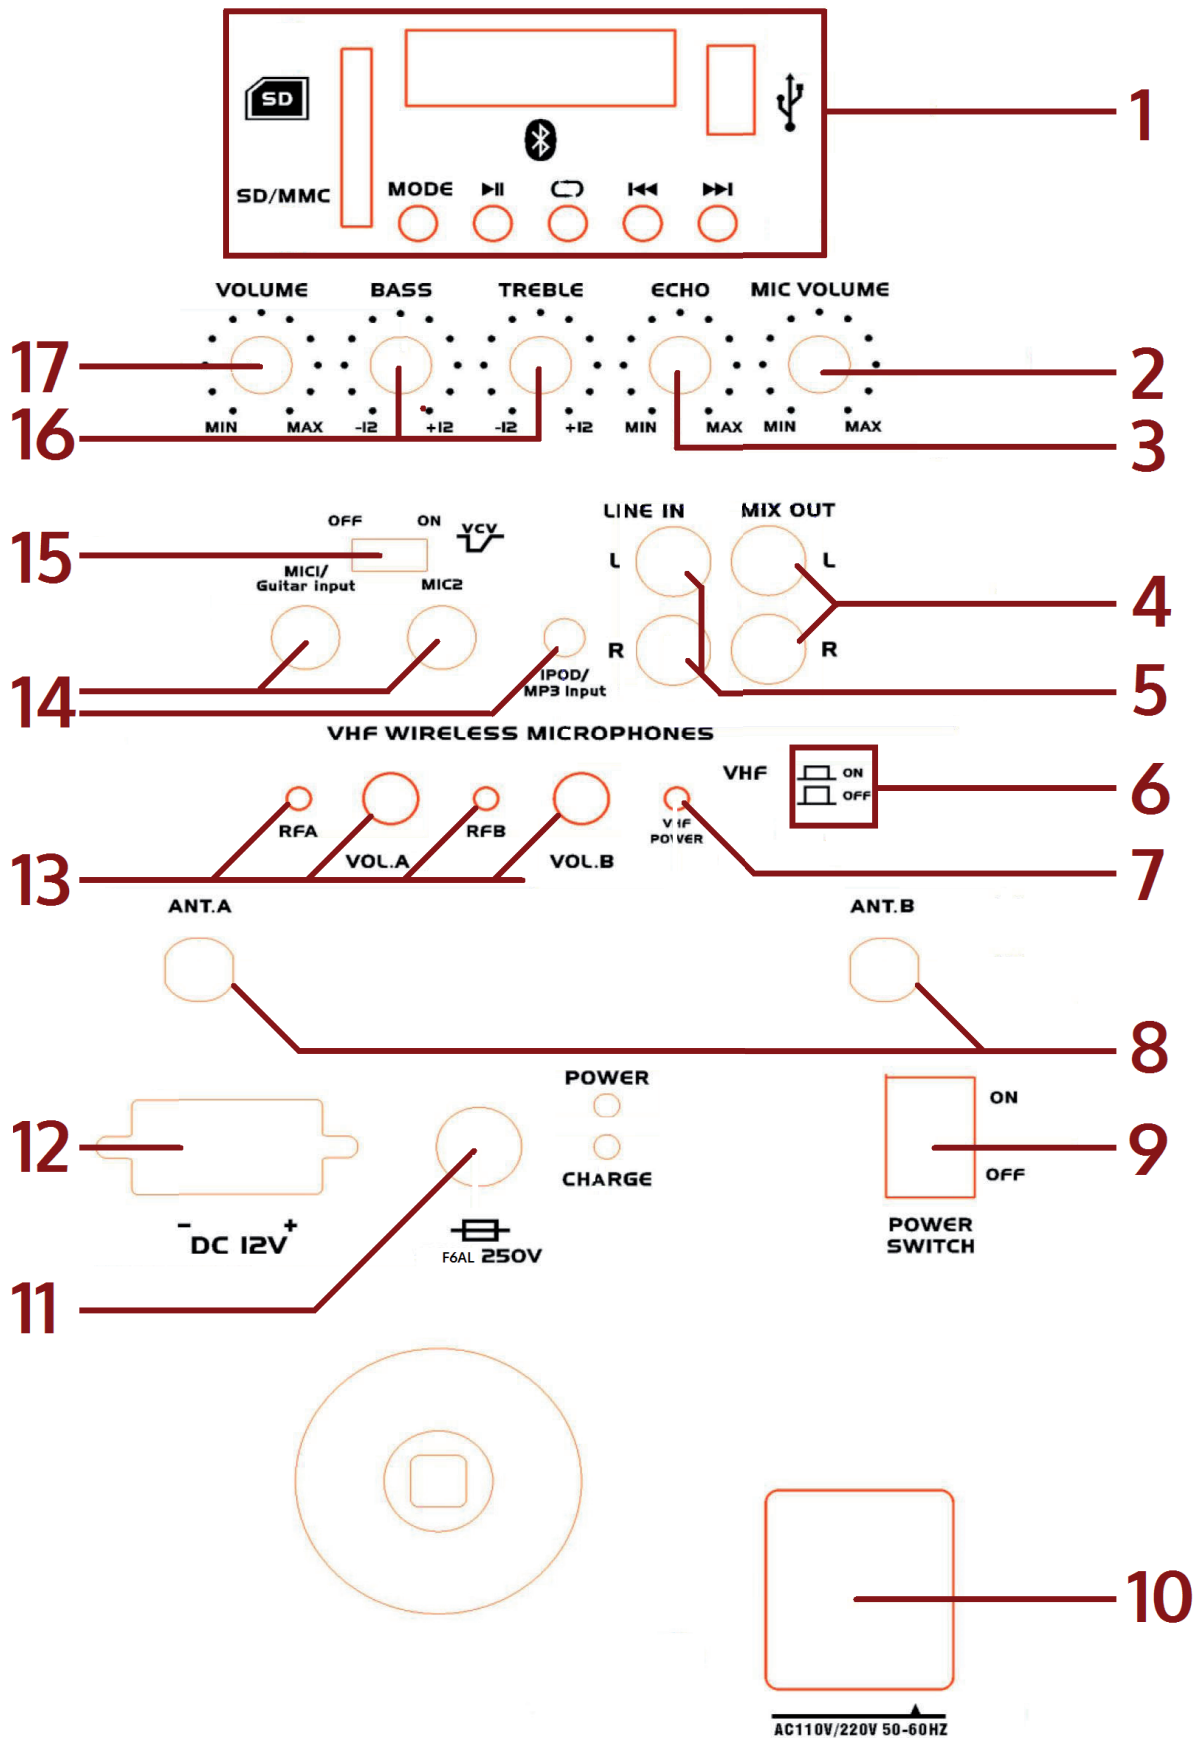 SD
1
SD/MMC
MODE
VOLUME BASS TREBLE ECHO MIC VOLUME
17
2
MIN MAX -12 +12 -12 +12 MIN MAX MIN MAX
16
3
LINE IN MIX OUT
OFF ON VCV
15
L L
MIC1/
Guitar input
MIC2
4
R R
IPOD/
MP3 Input
14
5
VHF WIRELESS MICROPHONES
VHF
ON
OFF
6
RFA RFB
VHF
POWER
VOL.A VOL.B
13
7
ANT.A ANT.B
8
POWER
ON
12
9
CHARGE
OFF
- +
DC 12V
F6AL 250V
POWER
SWITCH
11
10
AC110V/220V 50-60HZ